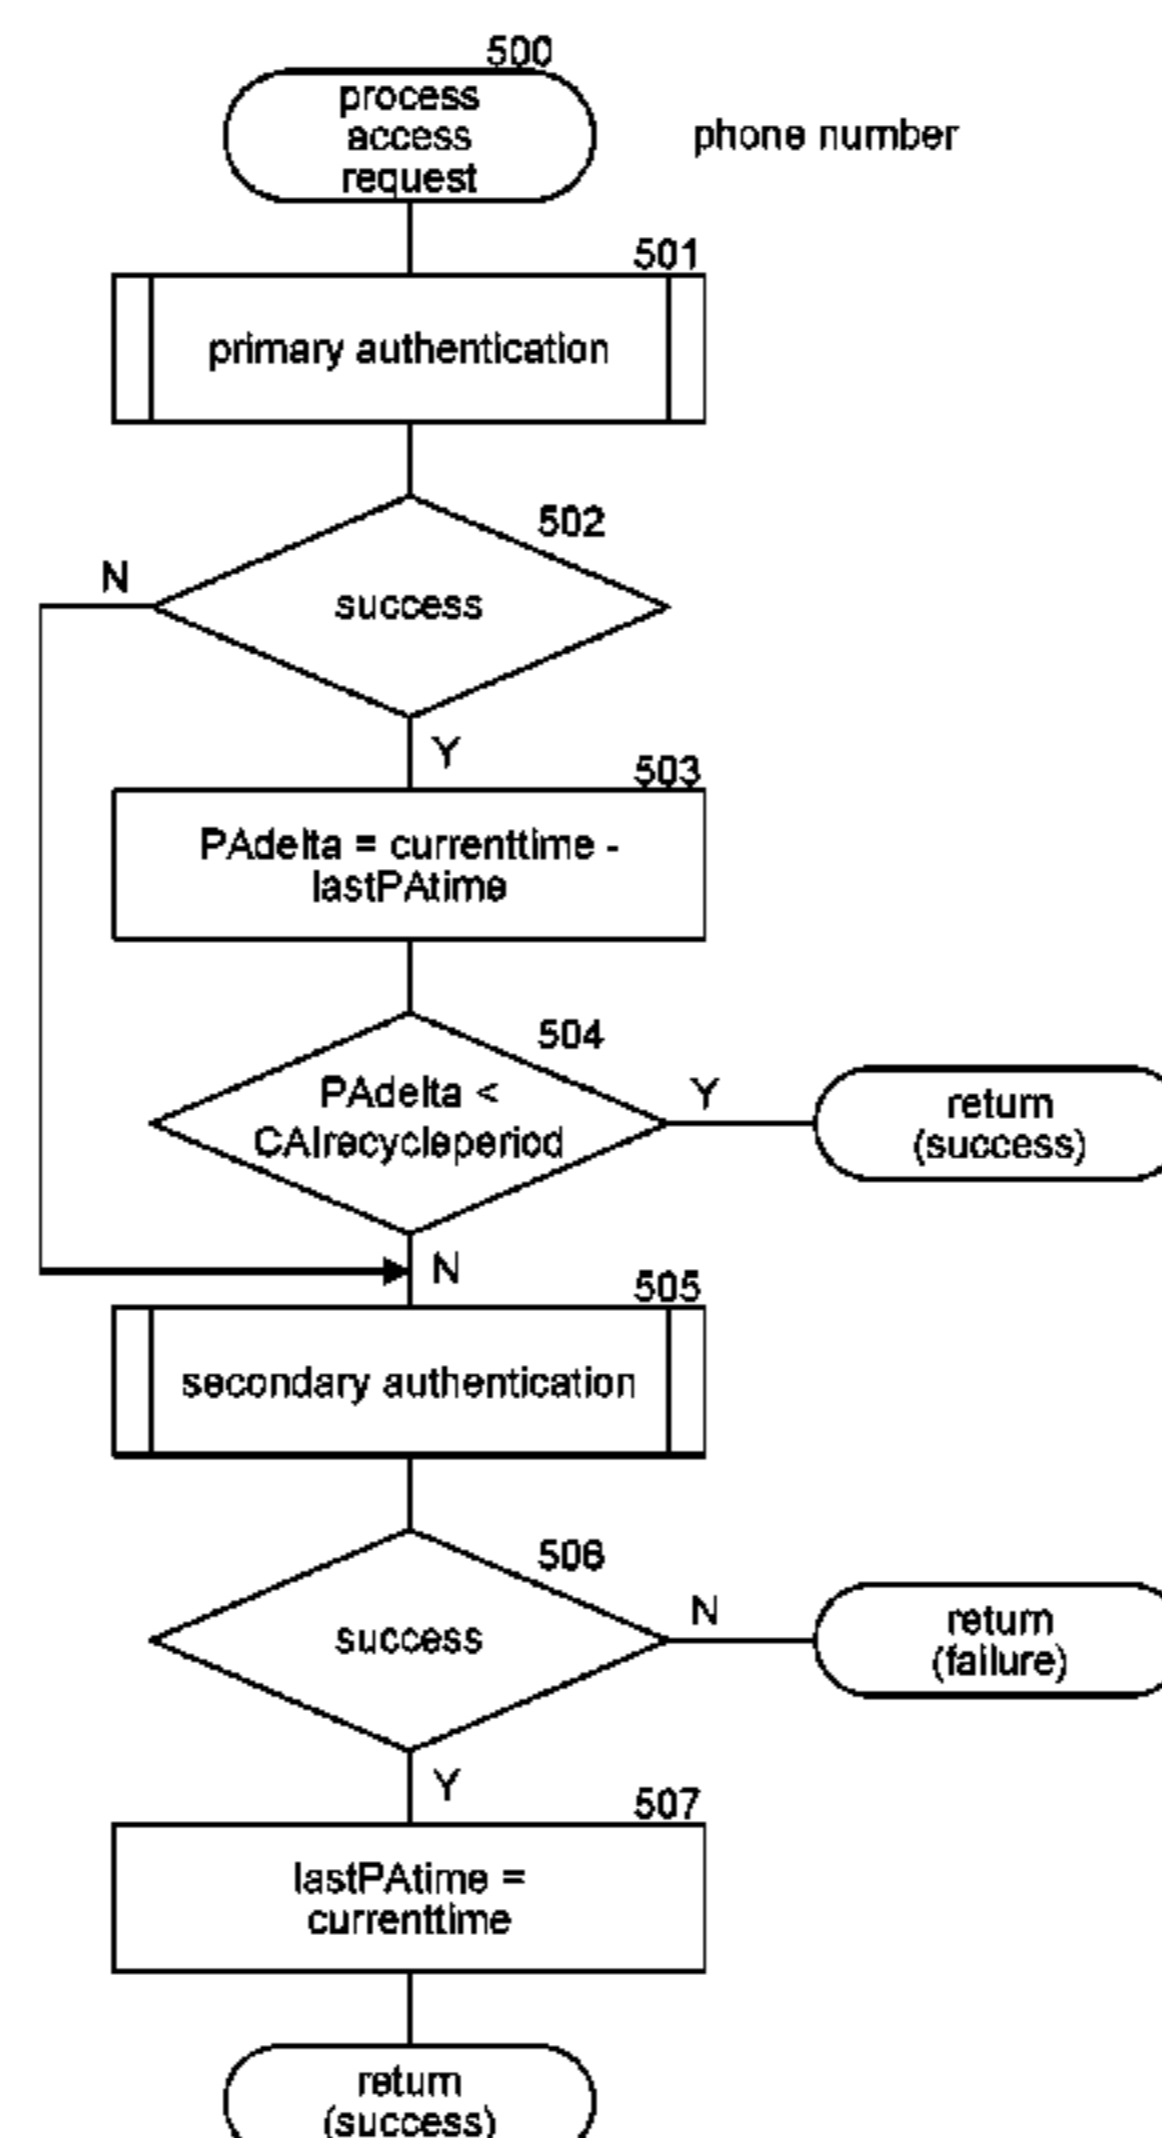 500
process
access
request
phone number
501
primary authentication
502
N
success
Y
503
PAdelta = currenttime -
lastPAtime
504
PAdelta <
CAIrecycleperiod
Y
return
(success)
N
505
secondary authentication
506
success
N
return
(failure)
Y
507
lastPAtime =
currenttime
return
(success)